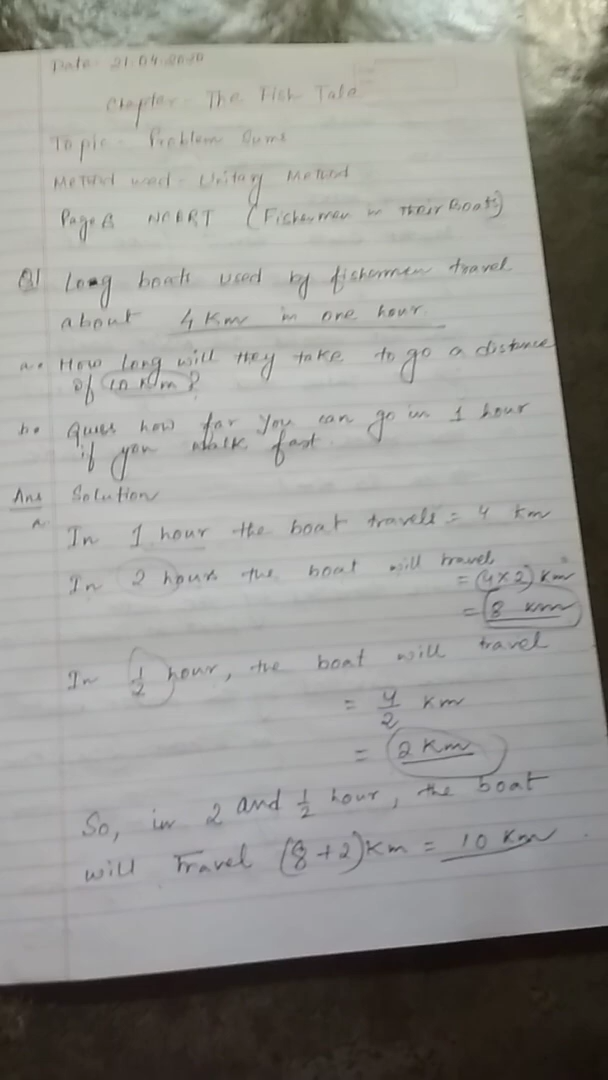 Date: 21.04.2020
Chapter - The Fish Tale
Topic - Problem Sums
Method used - Unitary Method
Page 8 NCERT (Fishermen in Their Boats)
Q1 Long boats used by fishermen travel
about 4 Km in one hour.
a. How long will they take to go a distance
of 10 Km?
b. Gues how far you can go in 1 hour
if you walk fast.
Ans Solution
a. In 1 hour the boat travels = 4 km
In 2 hours the boat will travel
= (4×2) Km
= 8 km
In 1/2 hour, the boat will travel
= 4/2 Km
= 2 Km
So, in 2 and 1/2 hour, the boat
will Travel (8+2)Km = 10 Km